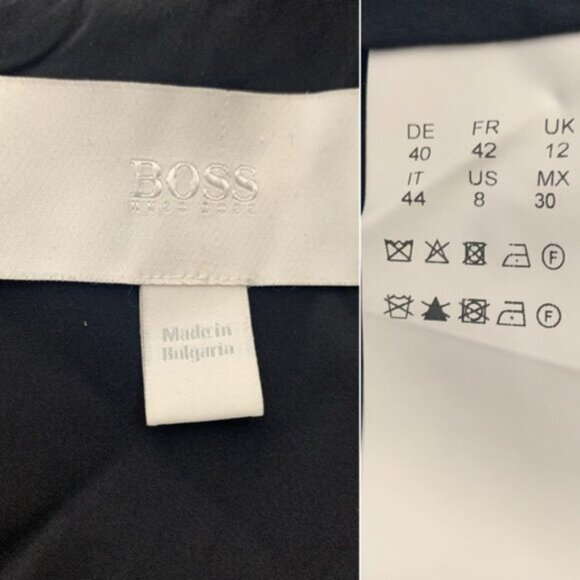 BOSS
HUGO BOSS
Made in
Bulgaria
DE FR UK
40 42 12
IT US MX
44 8 30
F
F